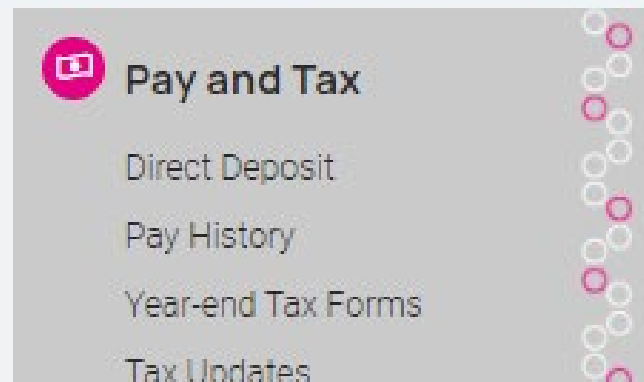 Pay and Tax
Direct Deposit
Pay History
Year-end Tax Forms
Tax Updates